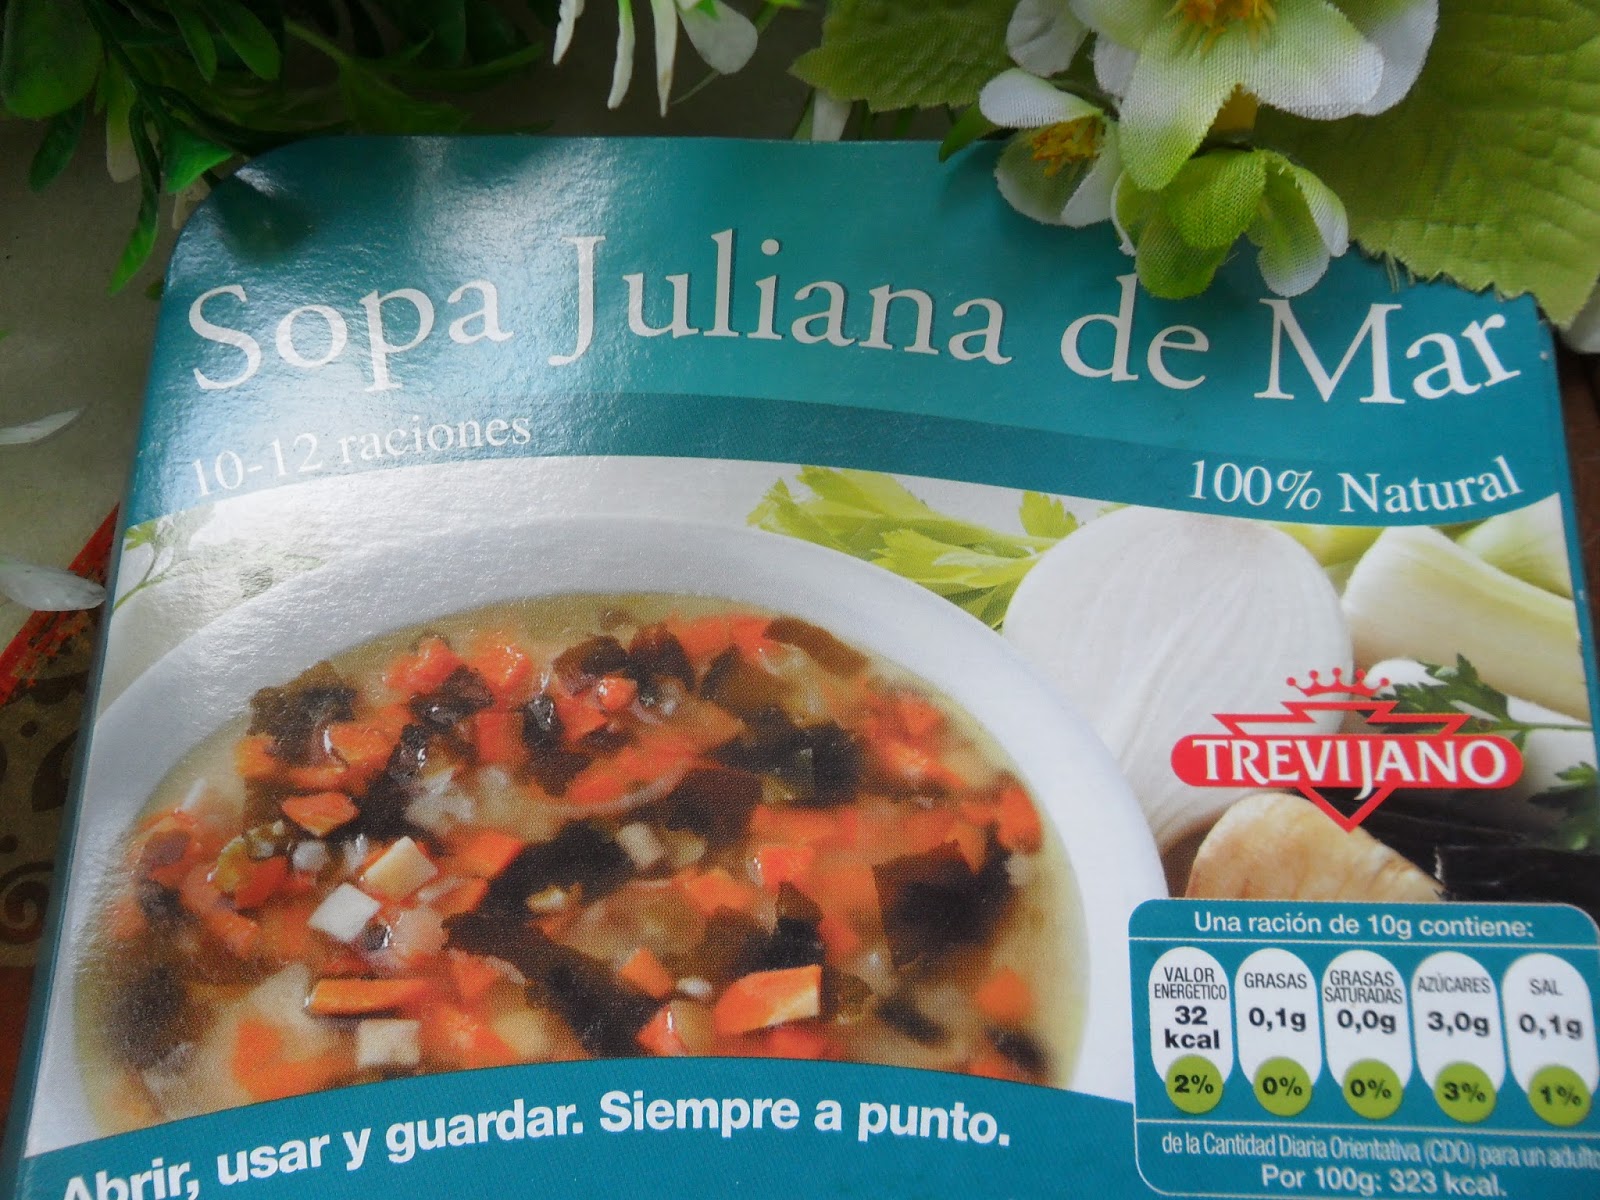 Sopa Juliana de Mar
10-12 raciones
100% Natural
TREVIJANO
Una ración de 10g contiene:
VALOR ENERGÉTICO
32 kcal
2%
GRASAS
0,1g
0%
GRASAS SATURADAS
0,0g
0%
AZÚCARES
3,0g
3%
SAL
0,1g
1%
de la Cantidad Diaria Orientativa (CDO) para un adulto
Por 100g: 323 kcal.
Abrir, usar y guardar. Siempre a punto.